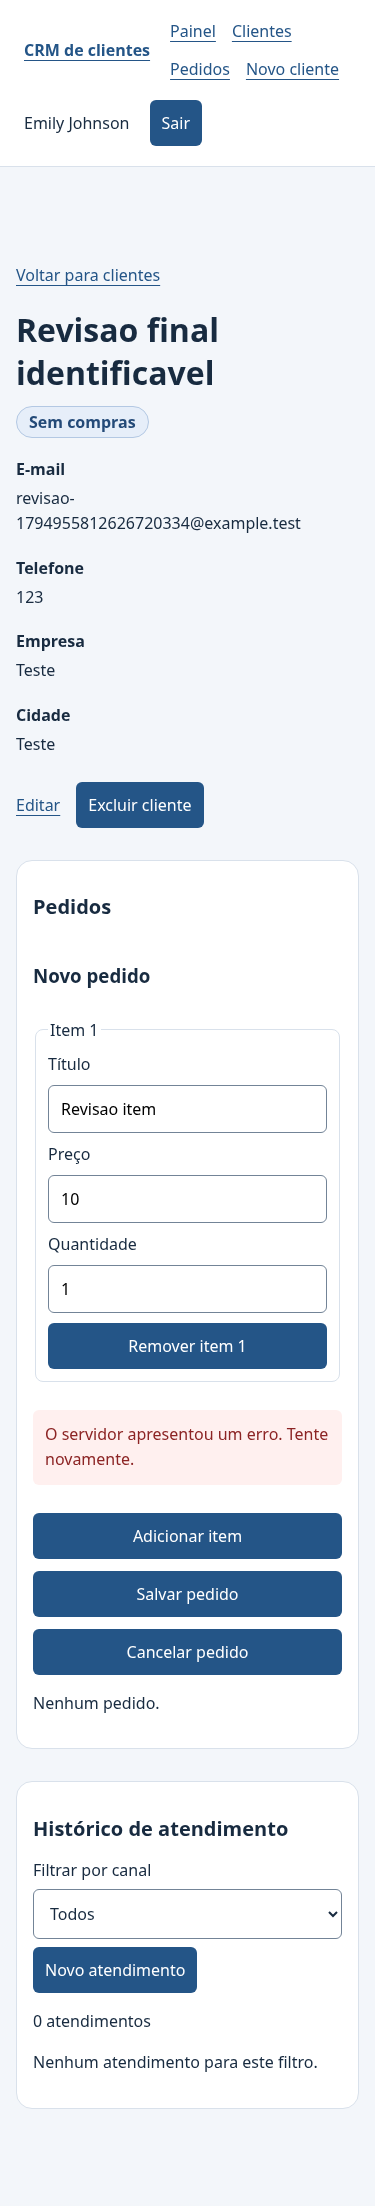 CRM de clientes
Painel Clientes
Pedidos Novo cliente
Emily Johnson Sair
Voltar para clientes
Revisao final
identificavel
Sem compras
E-mail
revisao-
1794955812626720334@example.test
Telefone
123
Empresa
Teste
Cidade
Teste
Editar Excluir cliente
Pedidos
Novo pedido
Item 1
Título
Revisao item
Preço
10
Quantidade
1
Remover item 1
O servidor apresentou um erro. Tente
novamente.
Adicionar item
Salvar pedido
Cancelar pedido
Nenhum pedido.
Histórico de atendimento
Filtrar por canal
Todos
Novo atendimento
0 atendimentos
Nenhum atendimento para este filtro.